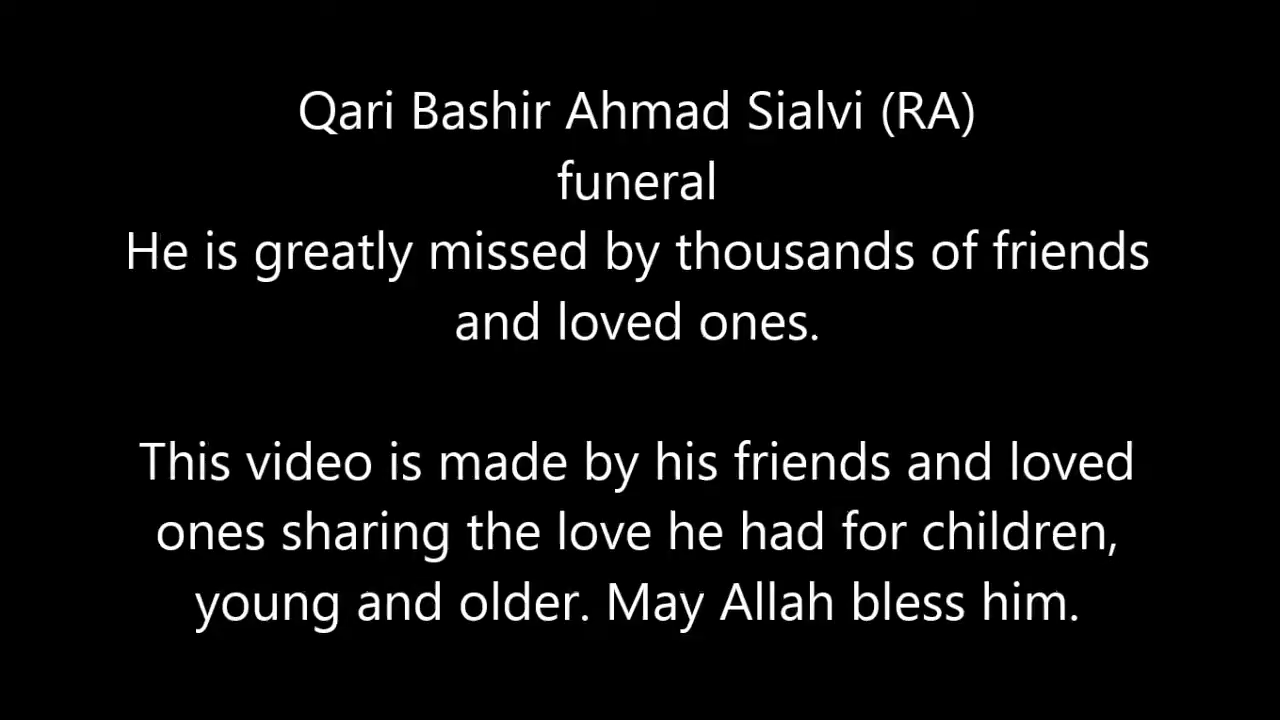 Qari Bashir Ahmad Sialvi (RA)
funeral
He is greatly missed by thousands of friends
and loved ones.
This video is made by his friends and loved
ones sharing the love he had for children,
young and older. May Allah bless him.